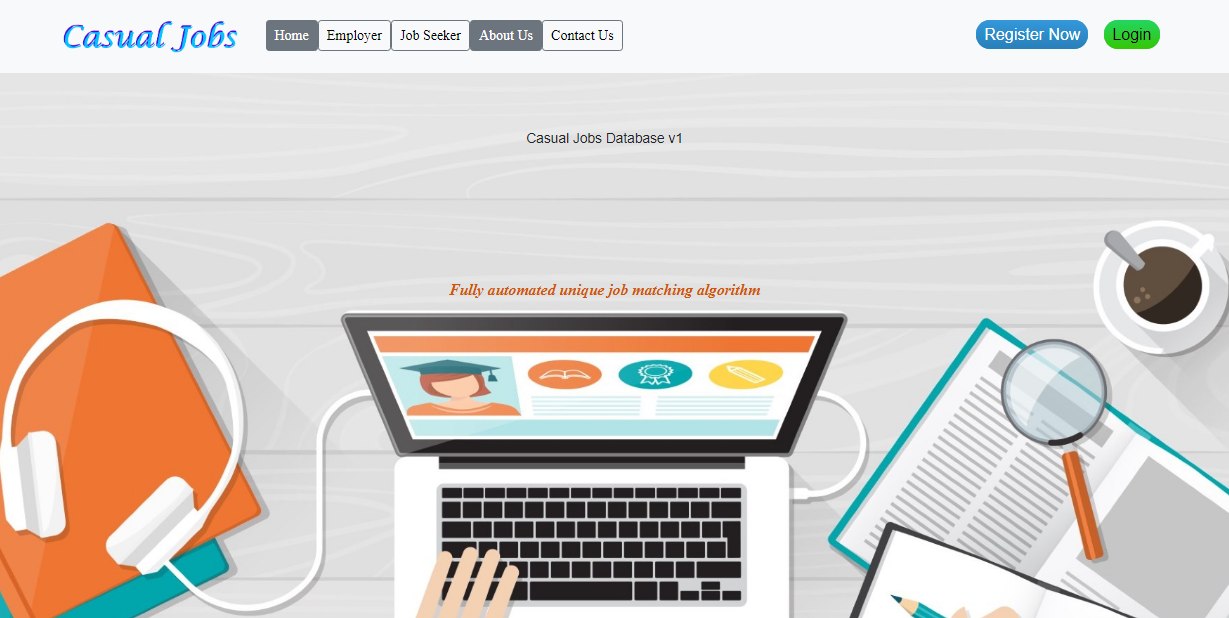 Casual Jobs Home Employer Job Seeker About Us Contact Us Register Now Login
Casual Jobs Database v1
Fully automated unique job matching algorithm